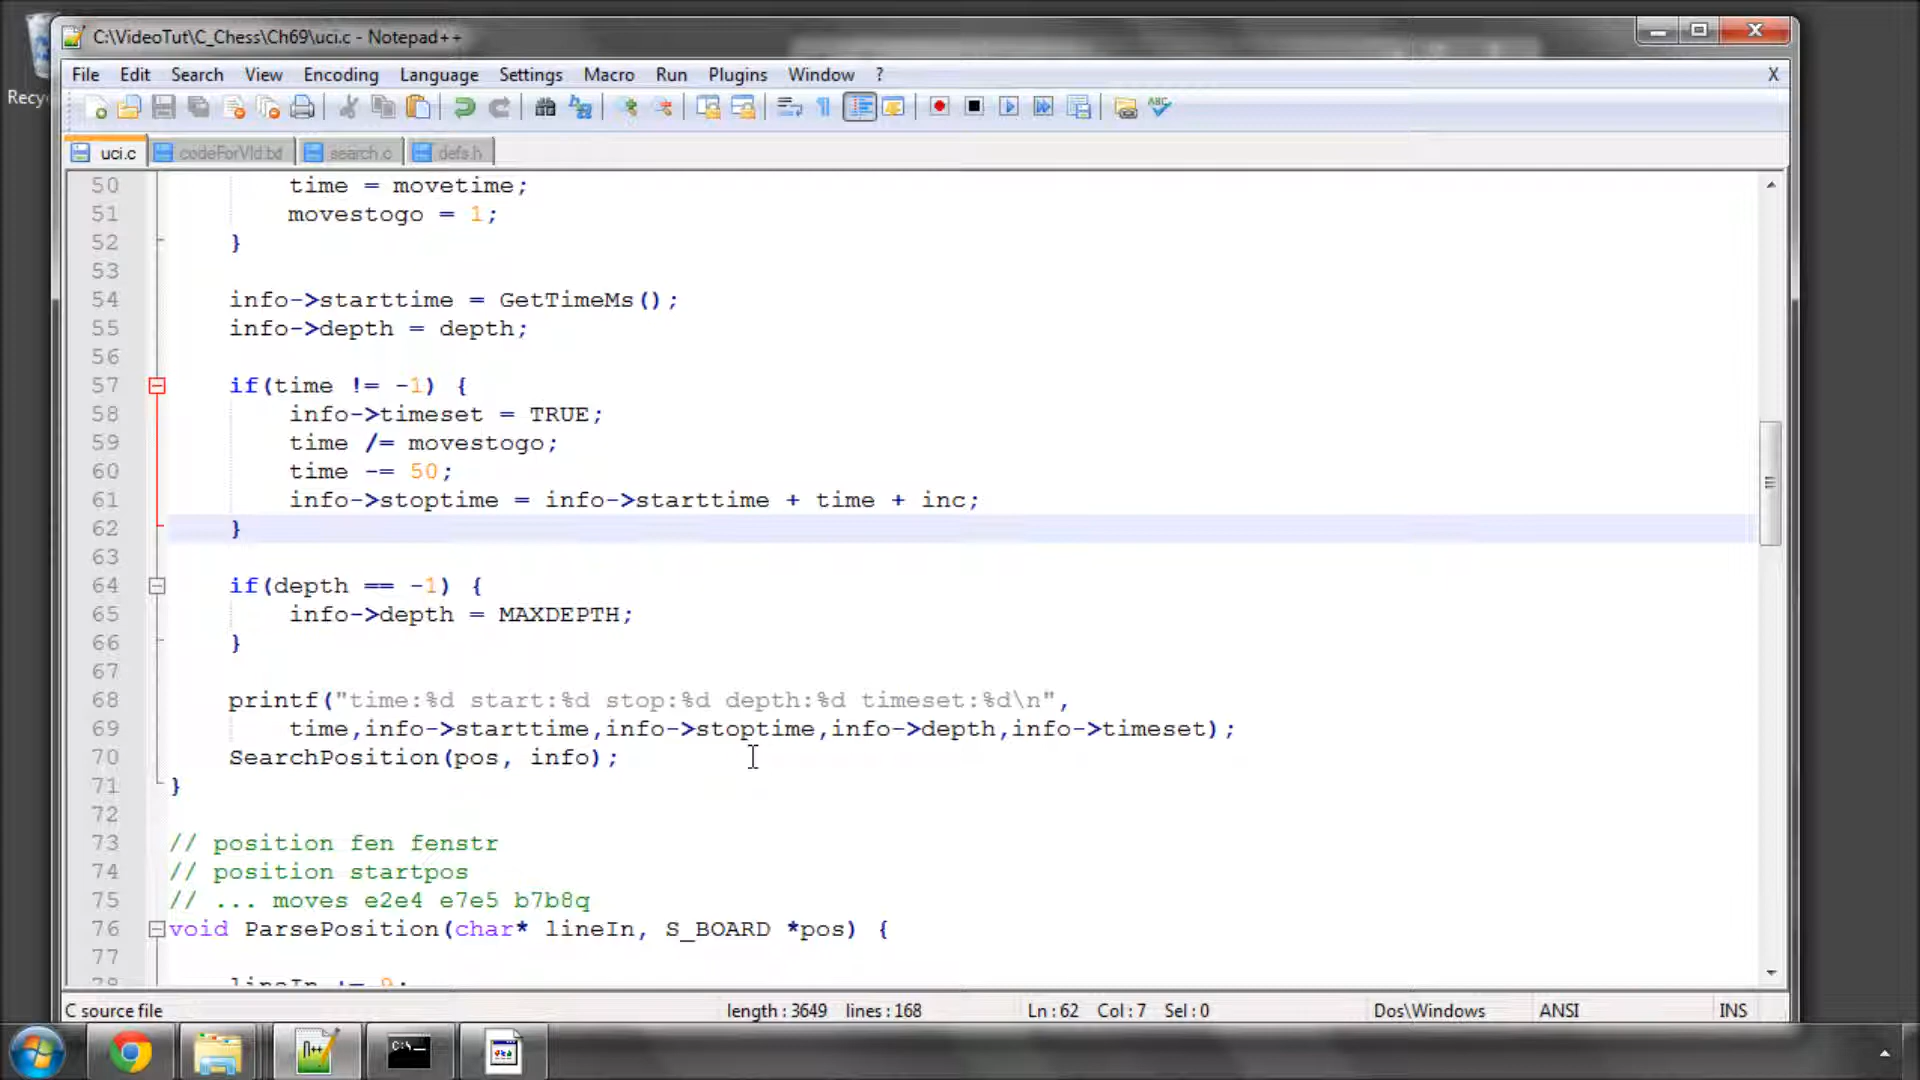 C:\VideoTut\C_Chess\Ch69\uci.c - Notepad++
Recy
File Edit Search View Encoding Language Settings Macro Run Plugins Window ? X
uci.c codeForVid.txt search.c defs.h
50 time = movetime;
51 movestogo = 1;
52 }
53
54 info->starttime = GetTimeMs();
55 info->depth = depth;
56
57 if(time != -1) {
58 info->timeset = TRUE;
59 time /= movestogo;
60 time -= 50;
61 info->stoptime = info->starttime + time + inc;
62 }
63
64 if(depth == -1) {
65 info->depth = MAXDEPTH;
66 }
67
68 printf("time:%d start:%d stop:%d depth:%d timeset:%d\n",
69 time,info->starttime,info->stoptime,info->depth,info->timeset);
70 SearchPosition(pos, info);
71 }
72
73 // position fen fenstr
74 // position startpos
75 // ... moves e2e4 e7e5 b7b8q
76 void ParsePosition(char* lineIn, S_BOARD *pos) {
77
78 lineIn += 9;
C source file length : 3649 lines : 168 Ln : 62 Col : 7 Sel : 0 Dos\Windows ANSI INS